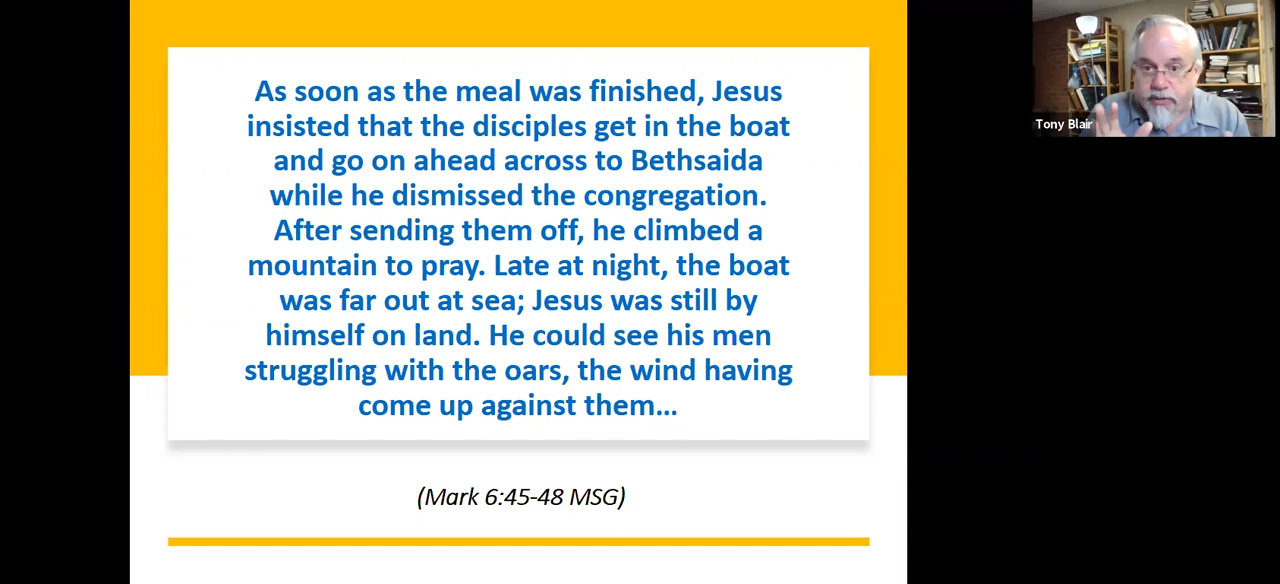 As soon as the meal was finished, Jesus
insisted that the disciples get in the boat
and go on ahead across to Bethsaida
while he dismissed the congregation.
After sending them off, he climbed a
mountain to pray. Late at night, the boat
was far out at sea; Jesus was still by
himself on land. He could see his men
struggling with the oars, the wind having
come up against them…
(Mark 6:45-48 MSG)
Tony Blair